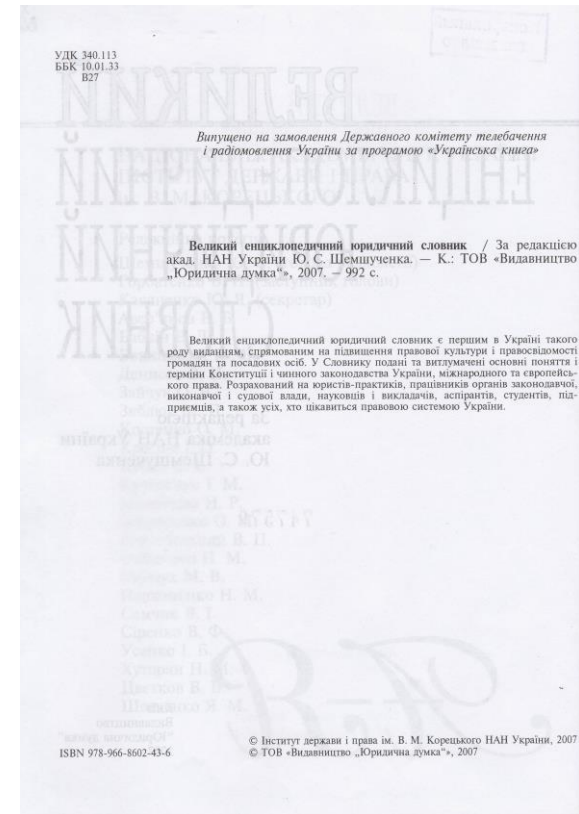 УДК 340.113
ББК 10.01.33
В27
Випущено на замовлення Державного комітету телебачення
і радіомовлення України за програмою «Українська книга»
Великий енциклопедичний юридичний словник / За редакцією
акад. НАН України Ю. С. Шемшученка. — К.: ТОВ «Видавництво
„Юридична думка“», 2007. – 992 с.
Великий енциклопедичний юридичний словник є першим в Україні такого
роду виданням, спрямованим на підвищення правової культури і правосвідомості
громадян та посадових осіб. У Словнику подані та витлумачені основні поняття і
терміни Конституції і чинного законодавства України, міжнародного та європейсь-
кого права. Розрахований на юристів-практиків, працівників органів законодавчої,
виконавчої і судової влади, науковців і викладачів, аспірантів, студентів, під-
приємців, а також усіх, хто цікавиться правовою системою України.
© Інститут держави і права ім. В. М. Корецького НАН України, 2007
ISBN 978-966-8602-43-6
© ТОВ «Видавництво „Юридична думка“», 2007